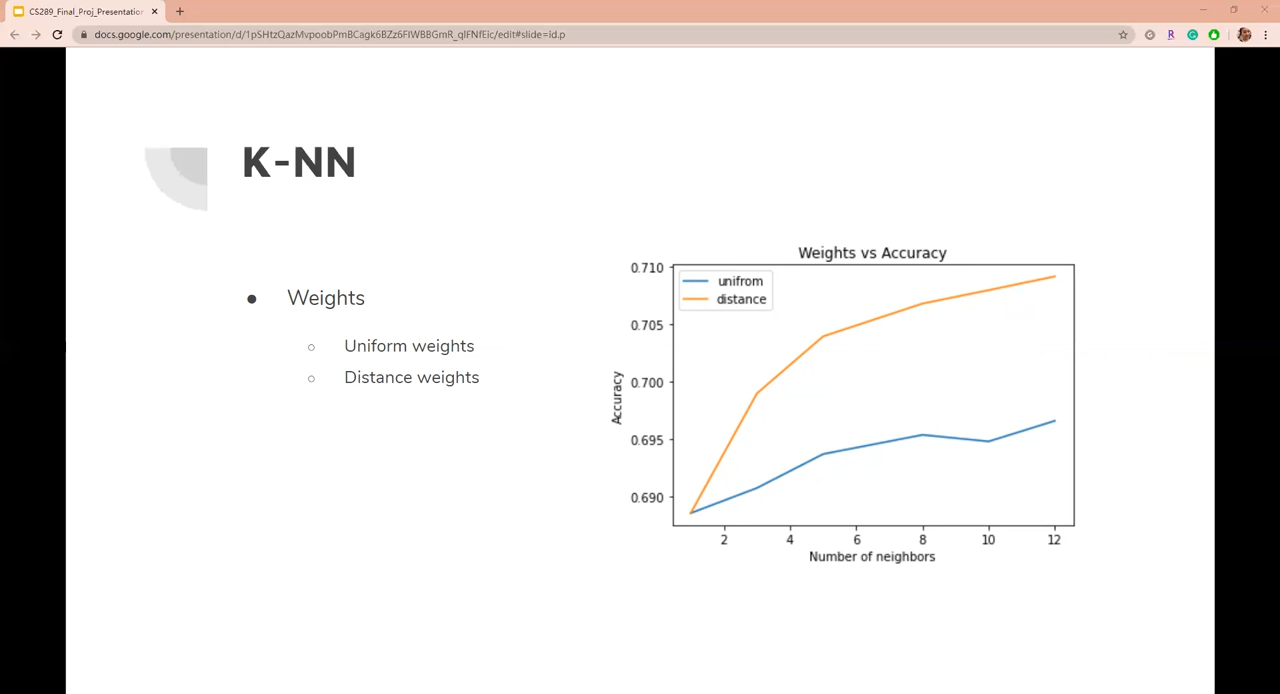 CS289_Final_Proj_Presentation
docs.google.com/presentation/d/1pSHtzQazMvpoobPmBCagk6BZz6FlWBBGmR_qlFNfEic/edit#slide=id.p
R
K-NN
Weights
Uniform weights
Distance weights
Weights vs Accuracy
unifrom
distance
0.710
0.705
0.700
0.695
0.690
Accuracy
2 4 6 8 10 12
Number of neighbors